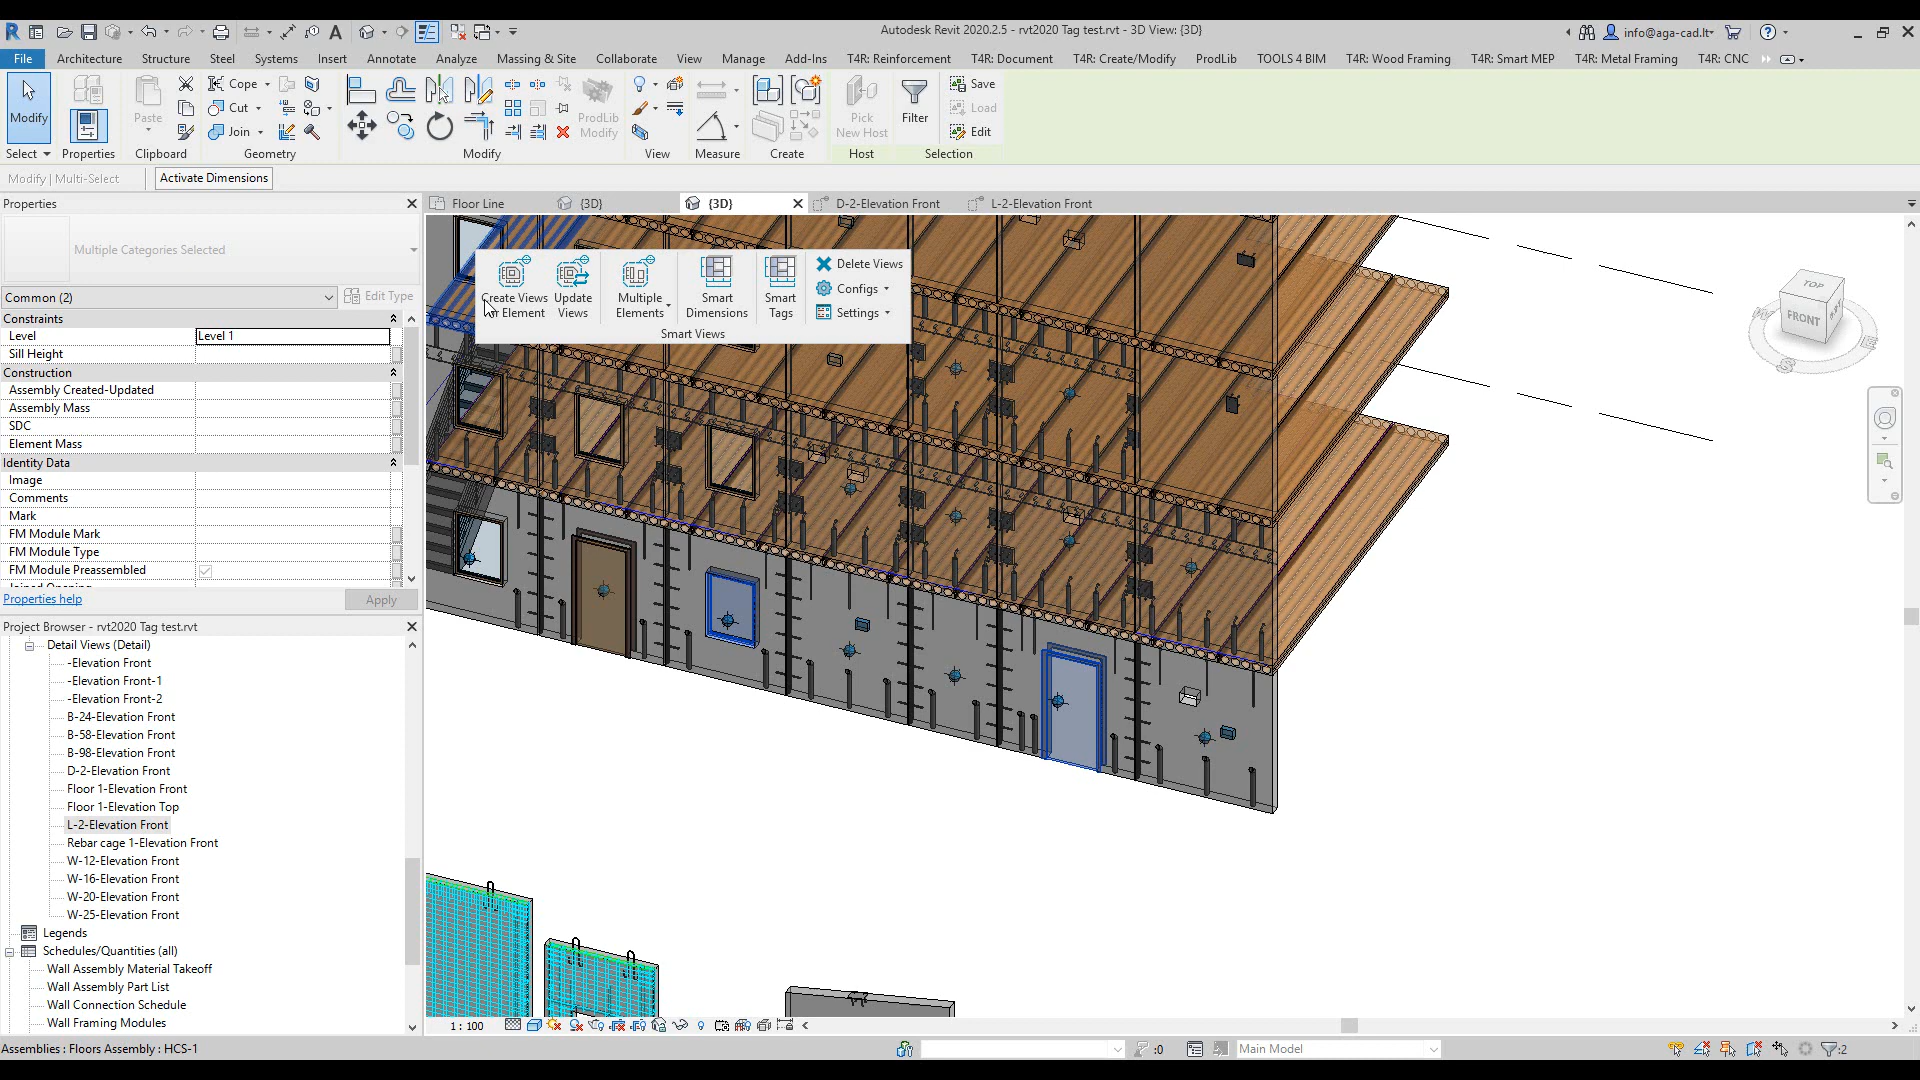 Autodesk Revit 2020.2.5 - rvt2020 Tag test.rvt - 3D View: {3D}
info@aga-cad.lt
File Architecture Structure Steel Systems Insert Annotate Analyze Massing & Site Collaborate View Manage Add-Ins T4R: Reinforcement T4R: Document T4R: Create/Modify ProdLib TOOLS 4 BIM T4R: Wood Framing T4R: Smart MEP T4R: Metal Framing T4R: CNC
Modify
Paste
Cope
Cut
Join
ProdLib
Modify
Pick
New Host
Filter
Save
Load
Edit
Select Properties Clipboard Geometry Modify View Measure Create Host Selection
Modify | Multi-Select Activate Dimensions
Properties
Floor Line {3D} {3D} D-2-Elevation Front L-2-Elevation Front
Multiple Categories Selected
Common (2) Edit Type
Constraints
Level Level 1
Sill Height
Construction
Assembly Created-Updated
Assembly Mass
SDC
Element Mass
Identity Data
Image
Comments
Mark
FM Module Mark
FM Module Type
FM Module Preassembled
Properties help Apply
Create Views
Element
Update
Views
Multiple
Elements
Smart
Dimensions
Smart
Tags
Delete Views
Configs
Settings
Smart Views
TOP
FRONT
E
S
Project Browser - rvt2020 Tag test.rvt
Detail Views (Detail)
-Elevation Front
-Elevation Front-1
-Elevation Front-2
B-24-Elevation Front
B-58-Elevation Front
B-98-Elevation Front
D-2-Elevation Front
Floor 1-Elevation Front
Floor 1-Elevation Top
L-2-Elevation Front
Rebar cage 1-Elevation Front
W-12-Elevation Front
W-16-Elevation Front
W-20-Elevation Front
W-25-Elevation Front
Legends
Schedules/Quantities (all)
Wall Assembly Material Takeoff
Wall Assembly Part List
Wall Connection Schedule
Wall Framing Modules
1 : 100
Assemblies : Floors Assembly : HCS-1
:0
Main Model
:2